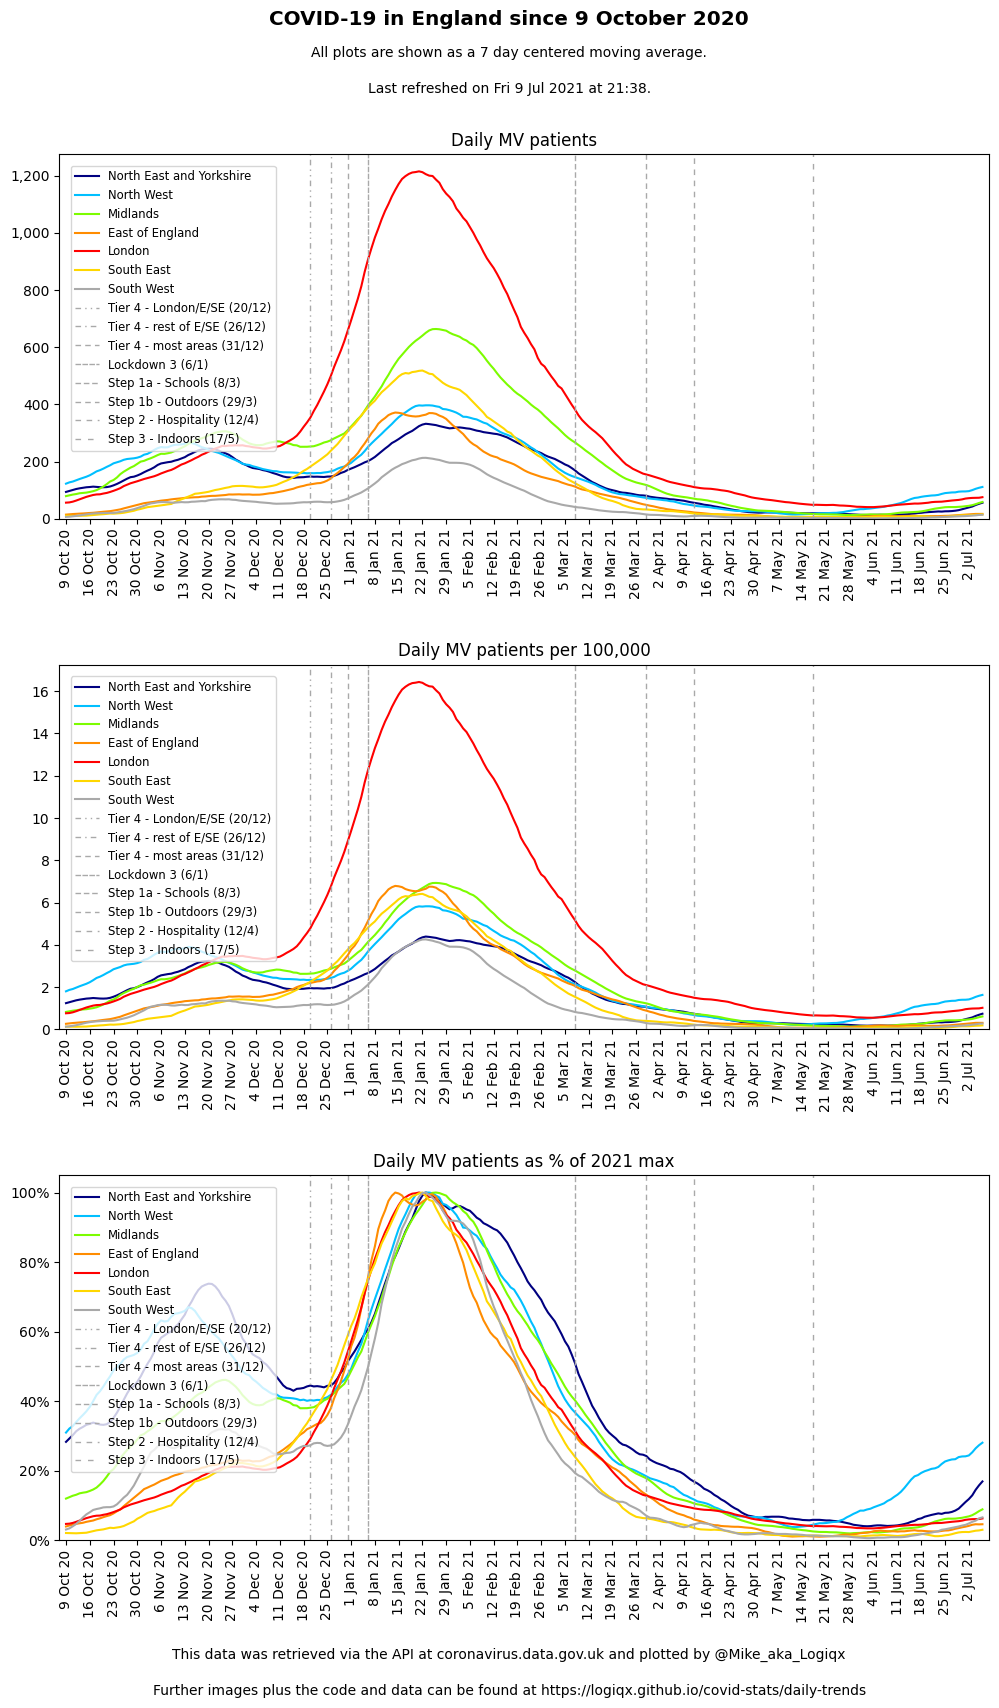 COVID-19 in England since 9 October 2020
All plots are shown as a 7 day centered moving average.
Last refreshed on Fri 9 Jul 2021 at 21:38.
Daily MV patients
1,200
1,000
800
600
400
200
0
North East and Yorkshire
North West
Midlands
East of England
London
South East
South West
Tier 4 - London/E/SE (20/12)
Tier 4 - rest of E/SE (26/12)
Tier 4 - most areas (31/12)
Lockdown 3 (6/1)
Step 1a - Schools (8/3)
Step 1b - Outdoors (29/3)
Step 2 - Hospitality (12/4)
Step 3 - Indoors (17/5)
9 Oct 20
16 Oct 20
23 Oct 20
30 Oct 20
6 Nov 20
13 Nov 20
20 Nov 20
27 Nov 20
4 Dec 20
11 Dec 20
18 Dec 20
25 Dec 20
1 Jan 21
8 Jan 21
15 Jan 21
22 Jan 21
29 Jan 21
5 Feb 21
12 Feb 21
19 Feb 21
26 Feb 21
5 Mar 21
12 Mar 21
19 Mar 21
26 Mar 21
2 Apr 21
9 Apr 21
16 Apr 21
23 Apr 21
30 Apr 21
7 May 21
14 May 21
21 May 21
28 May 21
4 Jun 21
11 Jun 21
18 Jun 21
25 Jun 21
2 Jul 21
Daily MV patients per 100,000
16
14
12
10
8
6
4
2
0
North East and Yorkshire
North West
Midlands
East of England
London
South East
South West
Tier 4 - London/E/SE (20/12)
Tier 4 - rest of E/SE (26/12)
Tier 4 - most areas (31/12)
Lockdown 3 (6/1)
Step 1a - Schools (8/3)
Step 1b - Outdoors (29/3)
Step 2 - Hospitality (12/4)
Step 3 - Indoors (17/5)
9 Oct 20
16 Oct 20
23 Oct 20
30 Oct 20
6 Nov 20
13 Nov 20
20 Nov 20
27 Nov 20
4 Dec 20
11 Dec 20
18 Dec 20
25 Dec 20
1 Jan 21
8 Jan 21
15 Jan 21
22 Jan 21
29 Jan 21
5 Feb 21
12 Feb 21
19 Feb 21
26 Feb 21
5 Mar 21
12 Mar 21
19 Mar 21
26 Mar 21
2 Apr 21
9 Apr 21
16 Apr 21
23 Apr 21
30 Apr 21
7 May 21
14 May 21
21 May 21
28 May 21
4 Jun 21
11 Jun 21
18 Jun 21
25 Jun 21
2 Jul 21
Daily MV patients as % of 2021 max
100%
80%
60%
40%
20%
0%
North East and Yorkshire
North West
Midlands
East of England
London
South East
South West
Tier 4 - London/E/SE (20/12)
Tier 4 - rest of E/SE (26/12)
Tier 4 - most areas (31/12)
Lockdown 3 (6/1)
Step 1a - Schools (8/3)
Step 1b - Outdoors (29/3)
Step 2 - Hospitality (12/4)
Step 3 - Indoors (17/5)
9 Oct 20
16 Oct 20
23 Oct 20
30 Oct 20
6 Nov 20
13 Nov 20
20 Nov 20
27 Nov 20
4 Dec 20
11 Dec 20
18 Dec 20
25 Dec 20
1 Jan 21
8 Jan 21
15 Jan 21
22 Jan 21
29 Jan 21
5 Feb 21
12 Feb 21
19 Feb 21
26 Feb 21
5 Mar 21
12 Mar 21
19 Mar 21
26 Mar 21
2 Apr 21
9 Apr 21
16 Apr 21
23 Apr 21
30 Apr 21
7 May 21
14 May 21
21 May 21
28 May 21
4 Jun 21
11 Jun 21
18 Jun 21
25 Jun 21
2 Jul 21
This data was retrieved via the API at coronavirus.data.gov.uk and plotted by @Mike_aka_Logiqx
Further images plus the code and data can be found at https://logiqx.github.io/covid-stats/daily-trends